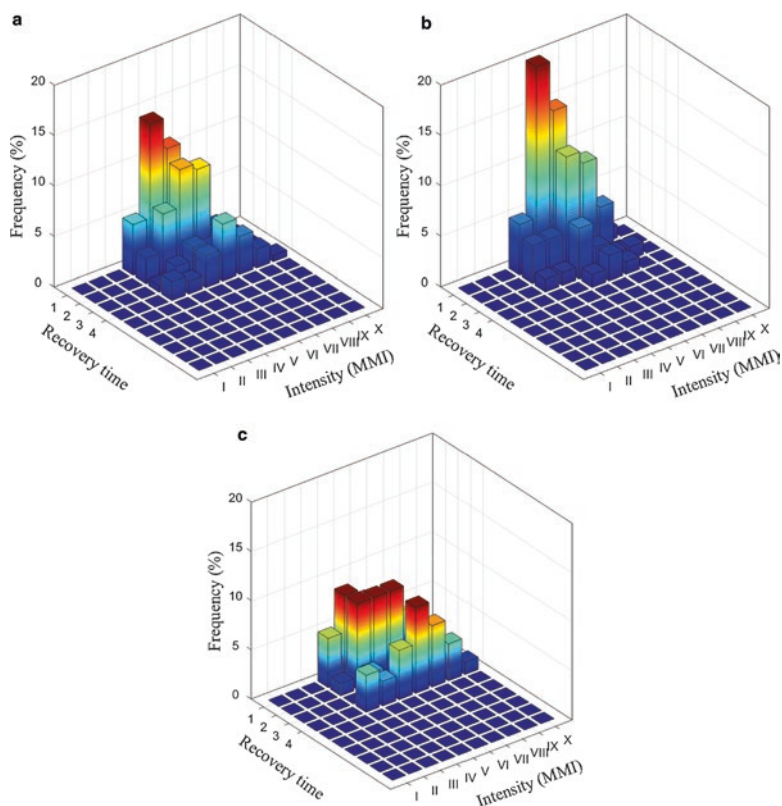 a
20
15
10
5
0
Frequency (%)
1
2
3
4
Recovery time
I
II
III
IV
V
VI
VII
VIII
IX
X
Intensity (MMI)
b
20
15
10
5
0
Frequency (%)
1
2
3
4
Recovery time
I
II
III
IV
V
VI
VII
VIII
IX
X
Intensity (MMI)
c
20
15
10
5
0
Frequency (%)
1
2
3
4
Recovery time
I
II
III
IV
V
VI
VII
VIII
IX
X
Intensity (MMI)